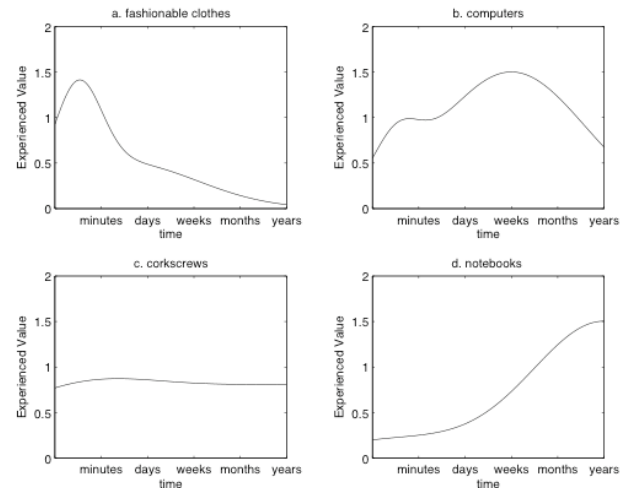 a. fashionable clothes
2
1.5
1
0.5
0
Experienced Value
minutes days weeks months years
time
b. computers
2
1.5
1
0.5
0
Experienced Value
minutes days weeks months years
time
c. corkscrews
2
1.5
1
0.5
0
Experienced Value
minutes days weeks months years
time
d. notebooks
2
1.5
1
0.5
0
Experienced Value
minutes days weeks months years
time